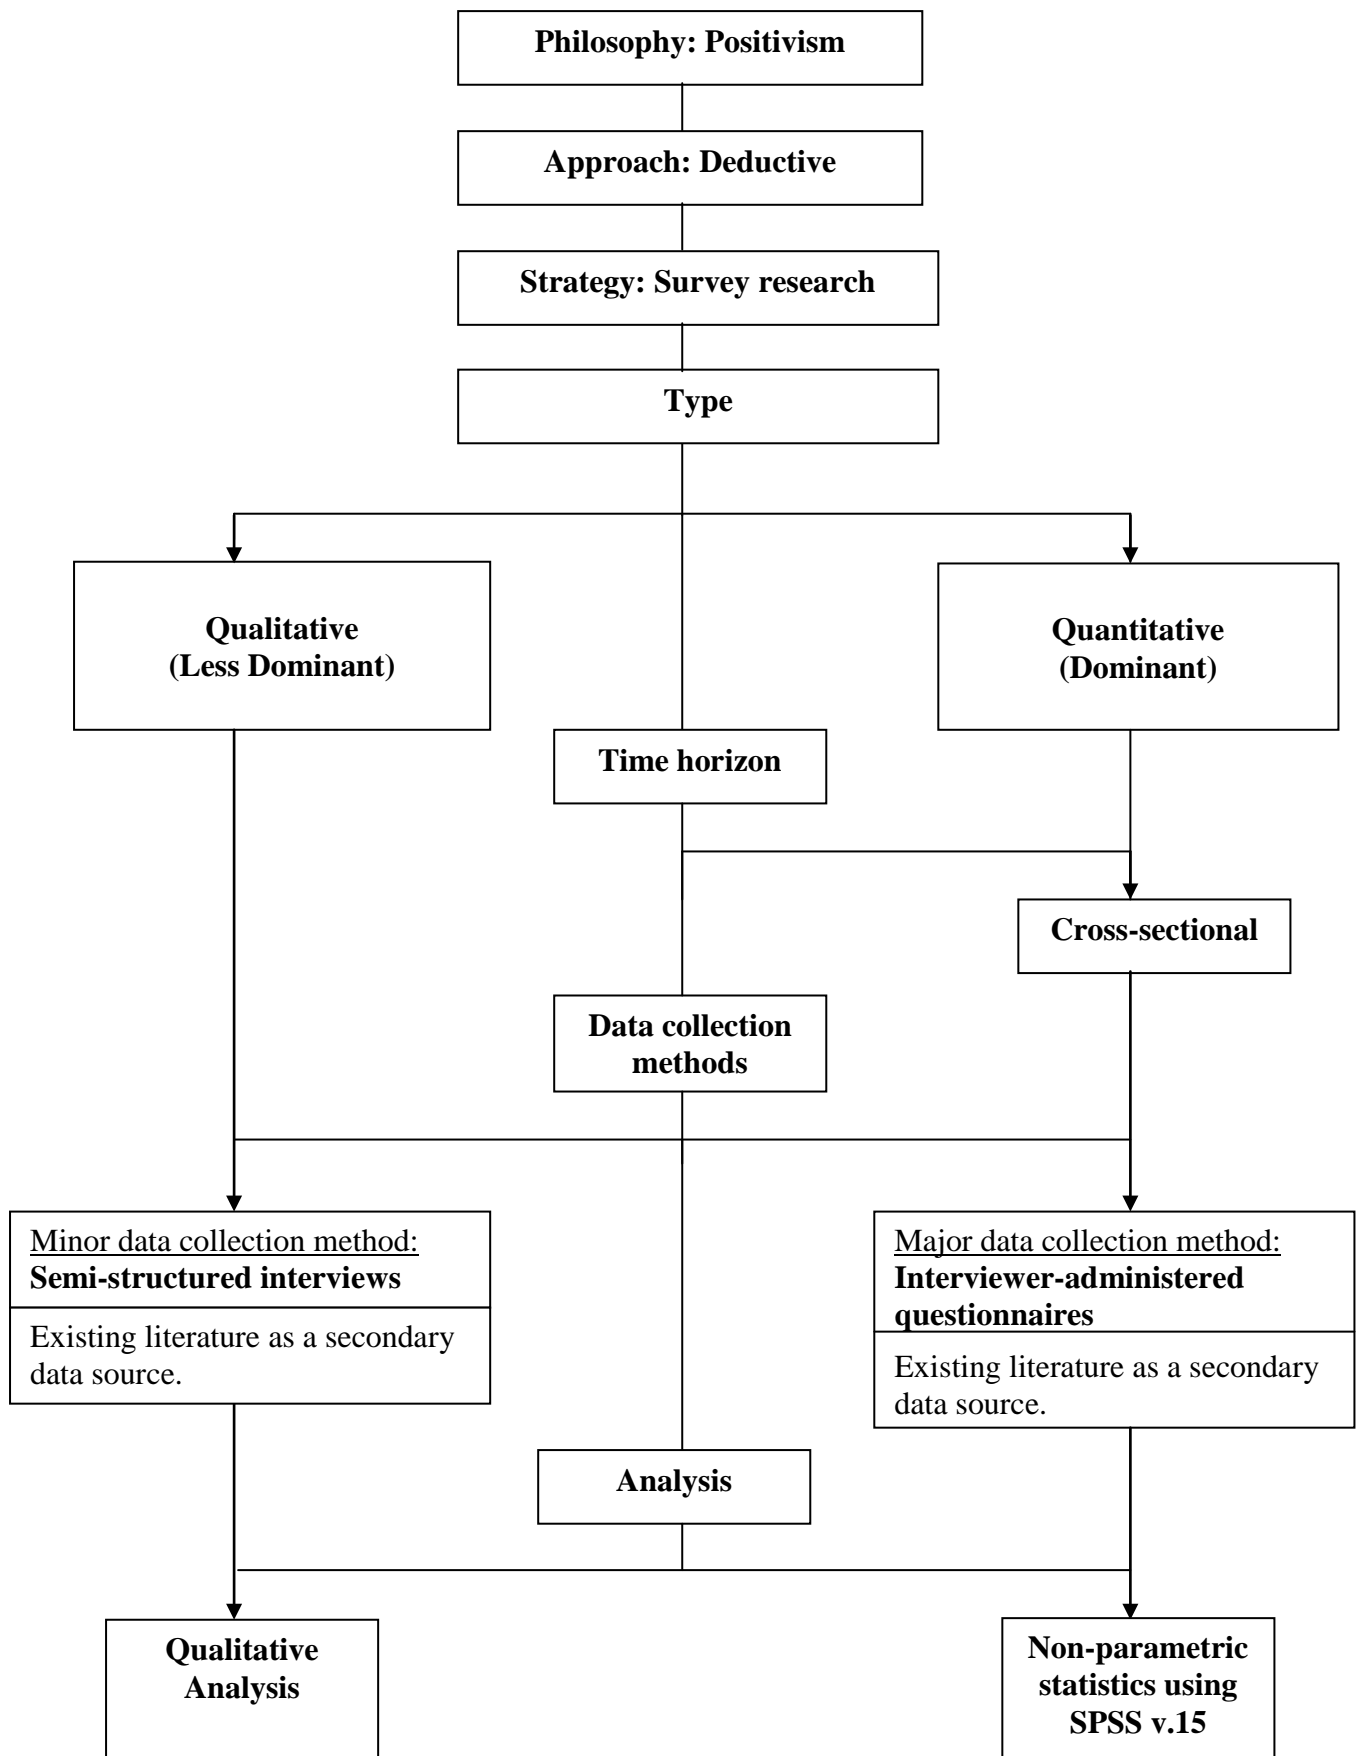 Philosophy: Positivism
Approach: Deductive
Strategy: Survey research
Type
Qualitative
(Less Dominant)
Quantitative
(Dominant)
Time horizon
Cross-sectional
Data collection
methods
Minor data collection method:
Semi-structured interviews
Existing literature as a secondary
data source.
Major data collection method:
Interviewer-administered
questionnaires
Existing literature as a secondary
data source.
Analysis
Qualitative
Analysis
Non-parametric
statistics using
SPSS v.15